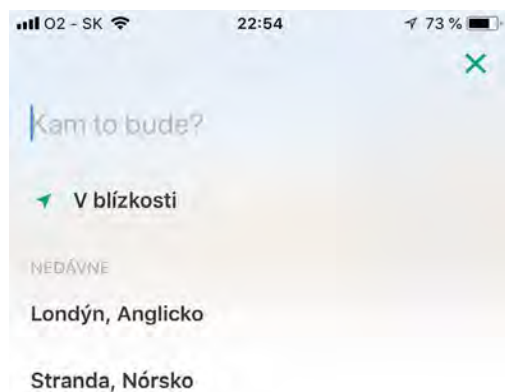 O2 - SK 22:54 73 %
Kam to bude?
V blízkosti
NEDÁVNE
Londýn, Anglicko
Stranda, Nórsko